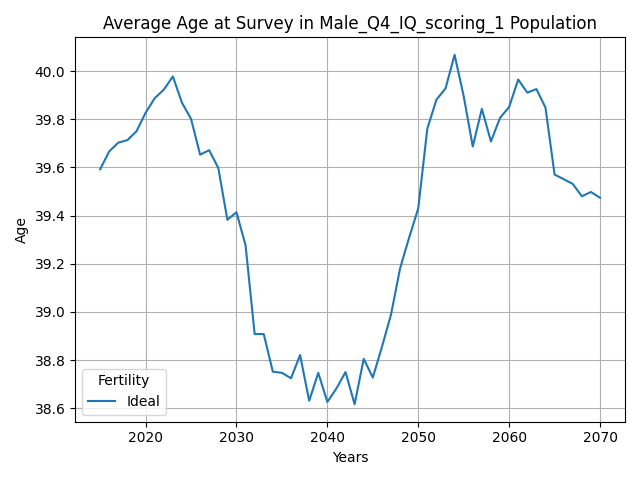 Average Age at Survey in Male_Q4_IQ_scoring_1 Population
40.0
39.8
39.6
39.4
39.2
39.0
38.8
38.6
Age
Fertility
Ideal
2020 2030 2040 2050 2060 2070
Years